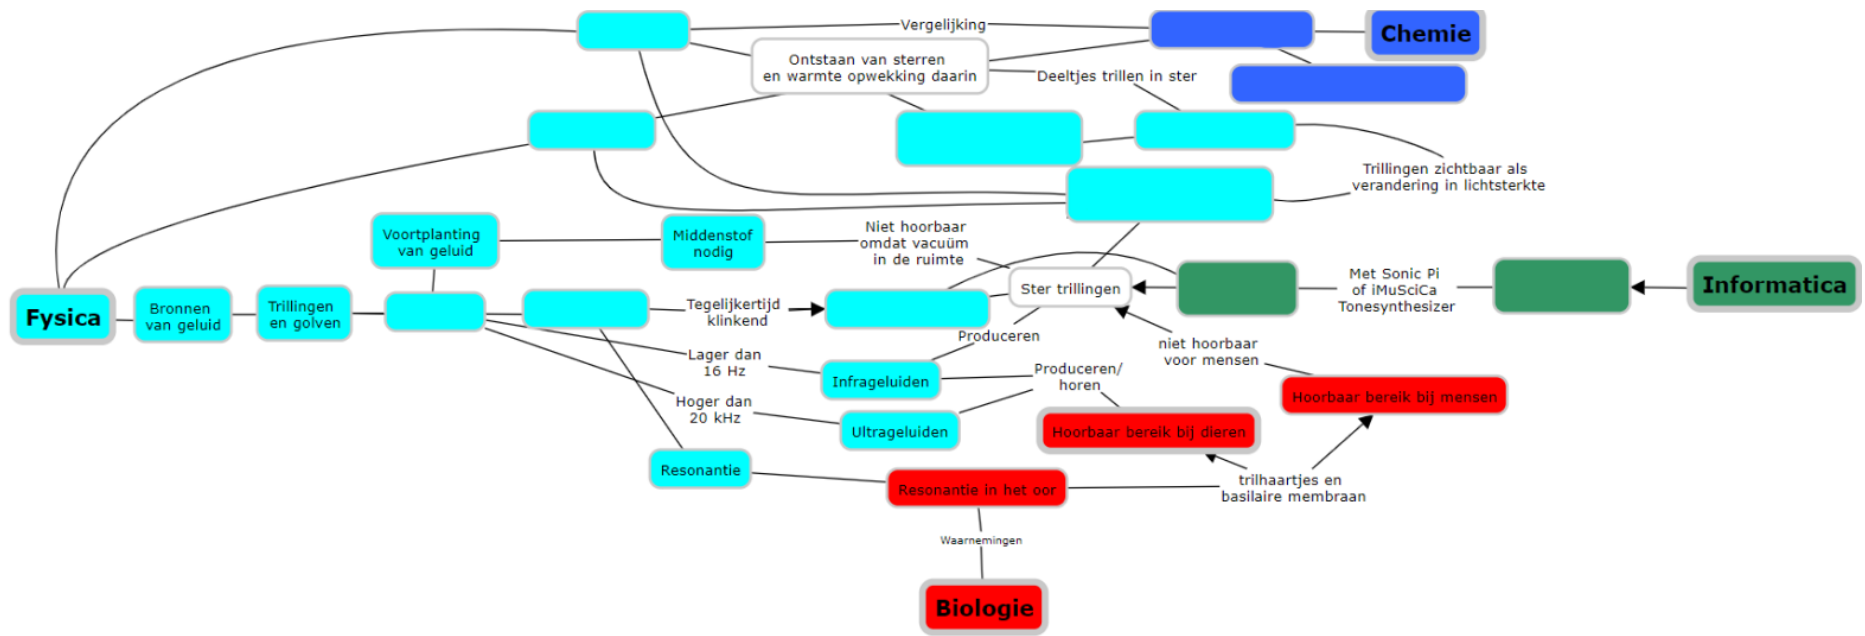 Vergelijking
Chemie
Ontstaan van sterren
en warmte opwekking daarin
Deeltjes trillen in ster
Trillingen zichtbaar als
verandering in lichtsterkte
Voortplanting
van geluid
Middenstof
nodig
Niet hoorbaar
omdat vacuüm
in de ruimte
Ster trillingen
Met Sonic Pi
of iMuSciCa
Tonesynthesizer
Informatica
Fysica
Bronnen
van geluid
Trillingen
en golven
Tegelijkertijd
klinkend
Produceren
niet hoorbaar
voor mensen
Lager dan
16 Hz
Infrageluiden
Produceren/
horen
Hoorbaar bereik bij mensen
Hoger dan
20 kHz
Ultrageluiden
Hoorbaar bereik bij dieren
Resonantie
Resonantie in het oor
trilhaartjes en
basilaire membraan
Waarnemingen
Biologie